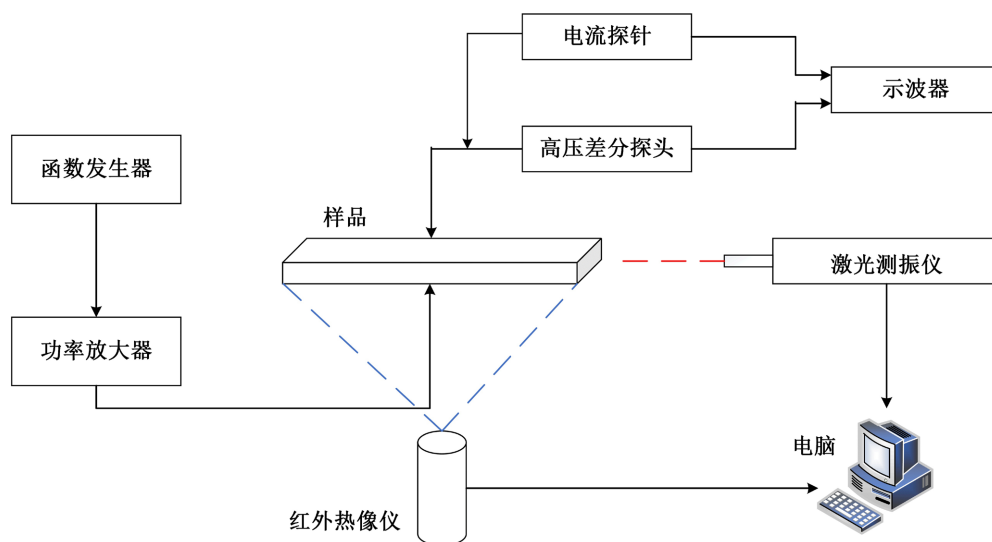 电流探针
示波器
高压差分探头
函数发生器
样品
激光测振仪
功率放大器
电脑
红外热像仪